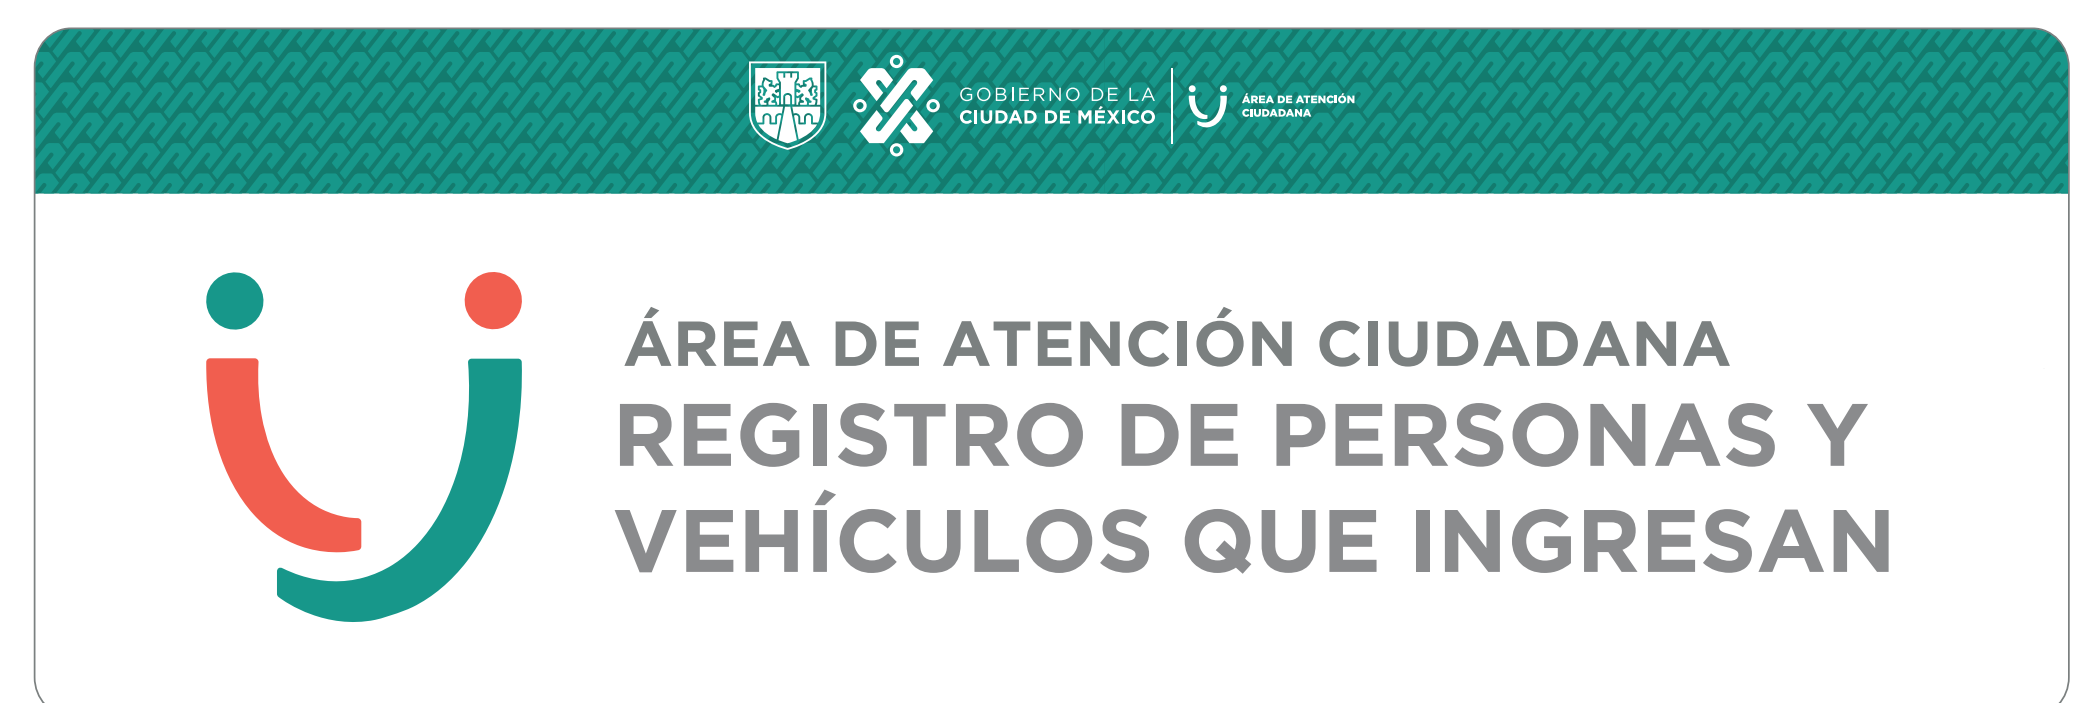 GOBIERNO DE LA
CIUDAD DE MÉXICO
ÁREA DE ATENCIÓN
CIUDADANA
ÁREA DE ATENCIÓN CIUDADANA
REGISTRO DE PERSONAS Y
VEHÍCULOS QUE INGRESAN